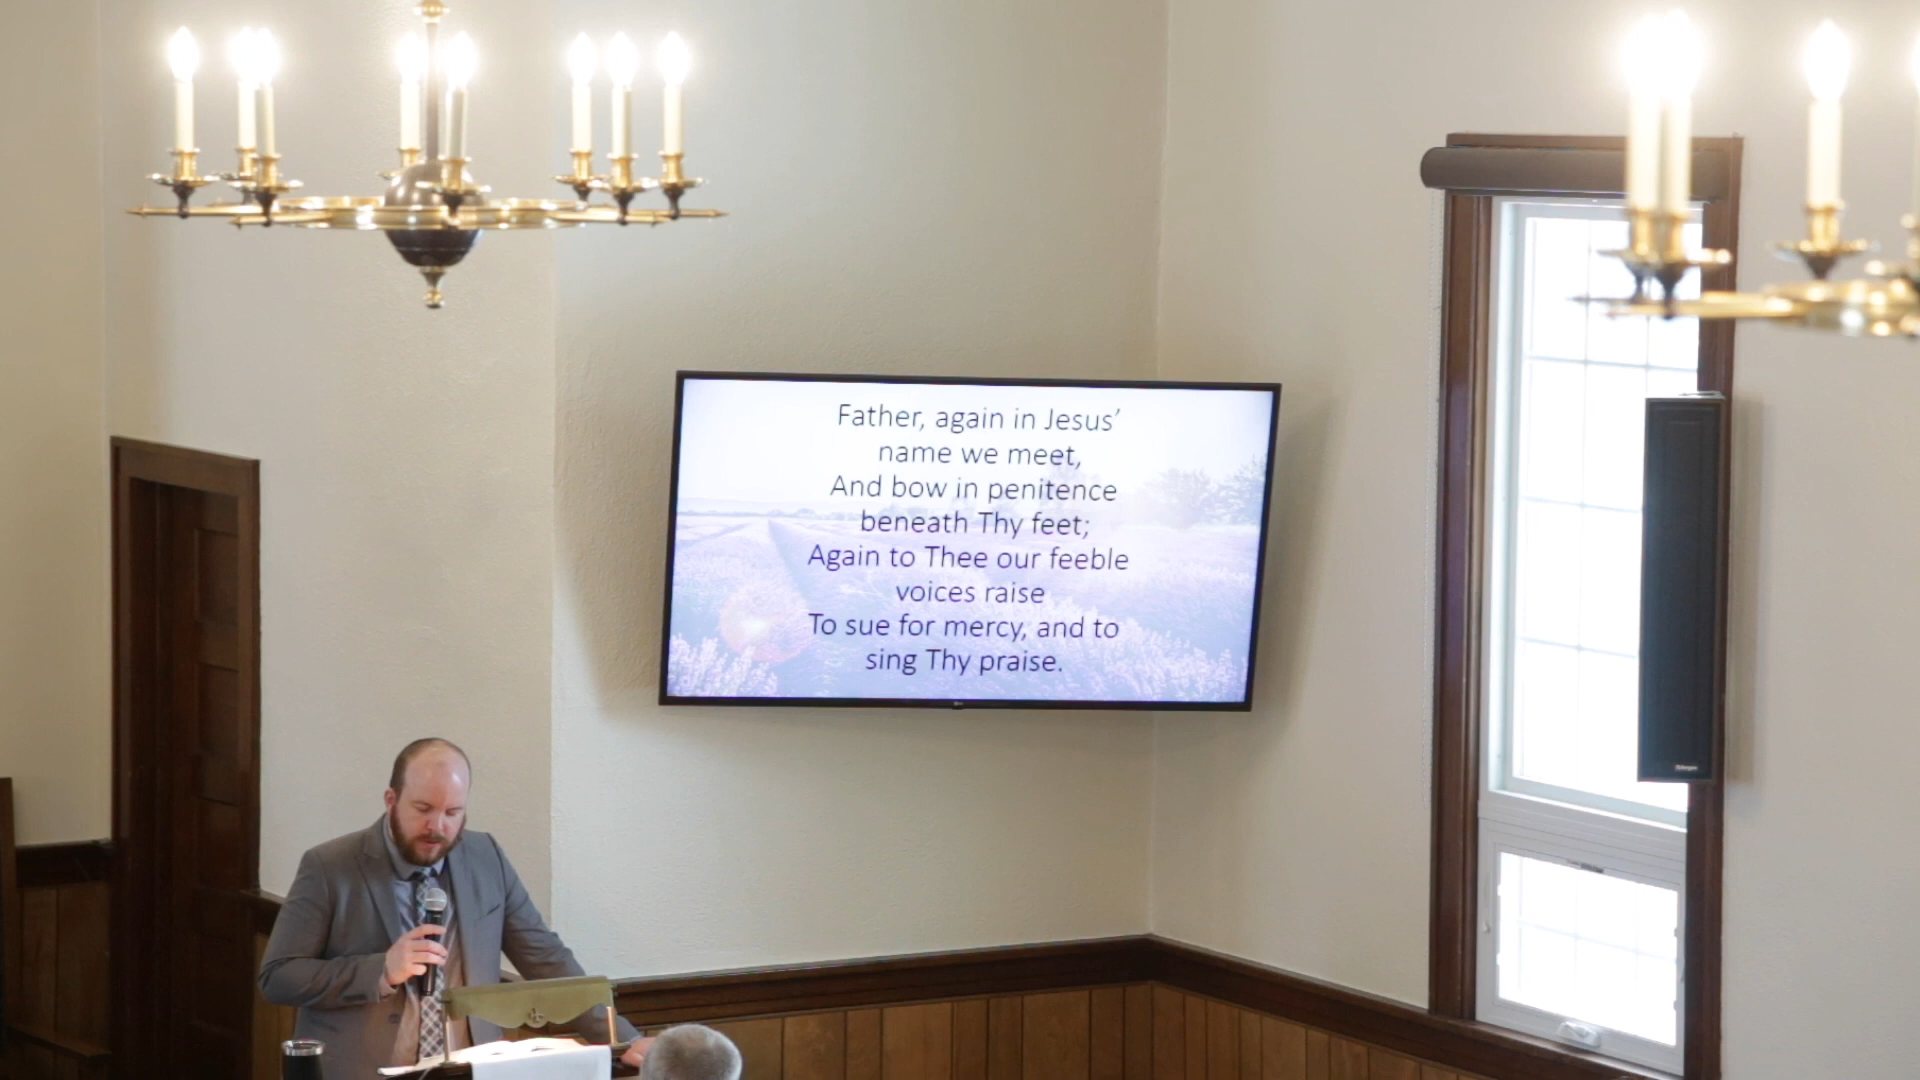 Father, again in Jesus’
name we meet,
And bow in penitence
beneath Thy feet;
Again to Thee our feeble
voices raise
To sue for mercy, and to
sing Thy praise.